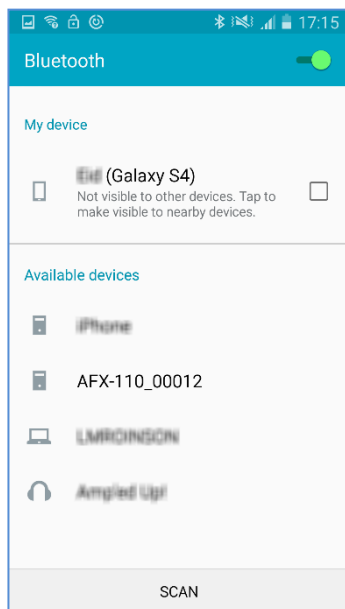 17:15
Bluetooth
My device
(Galaxy S4)
Not visible to other devices. Tap to
make visible to nearby devices.
Available devices
iPhone
AFX-110_00012
SCAN